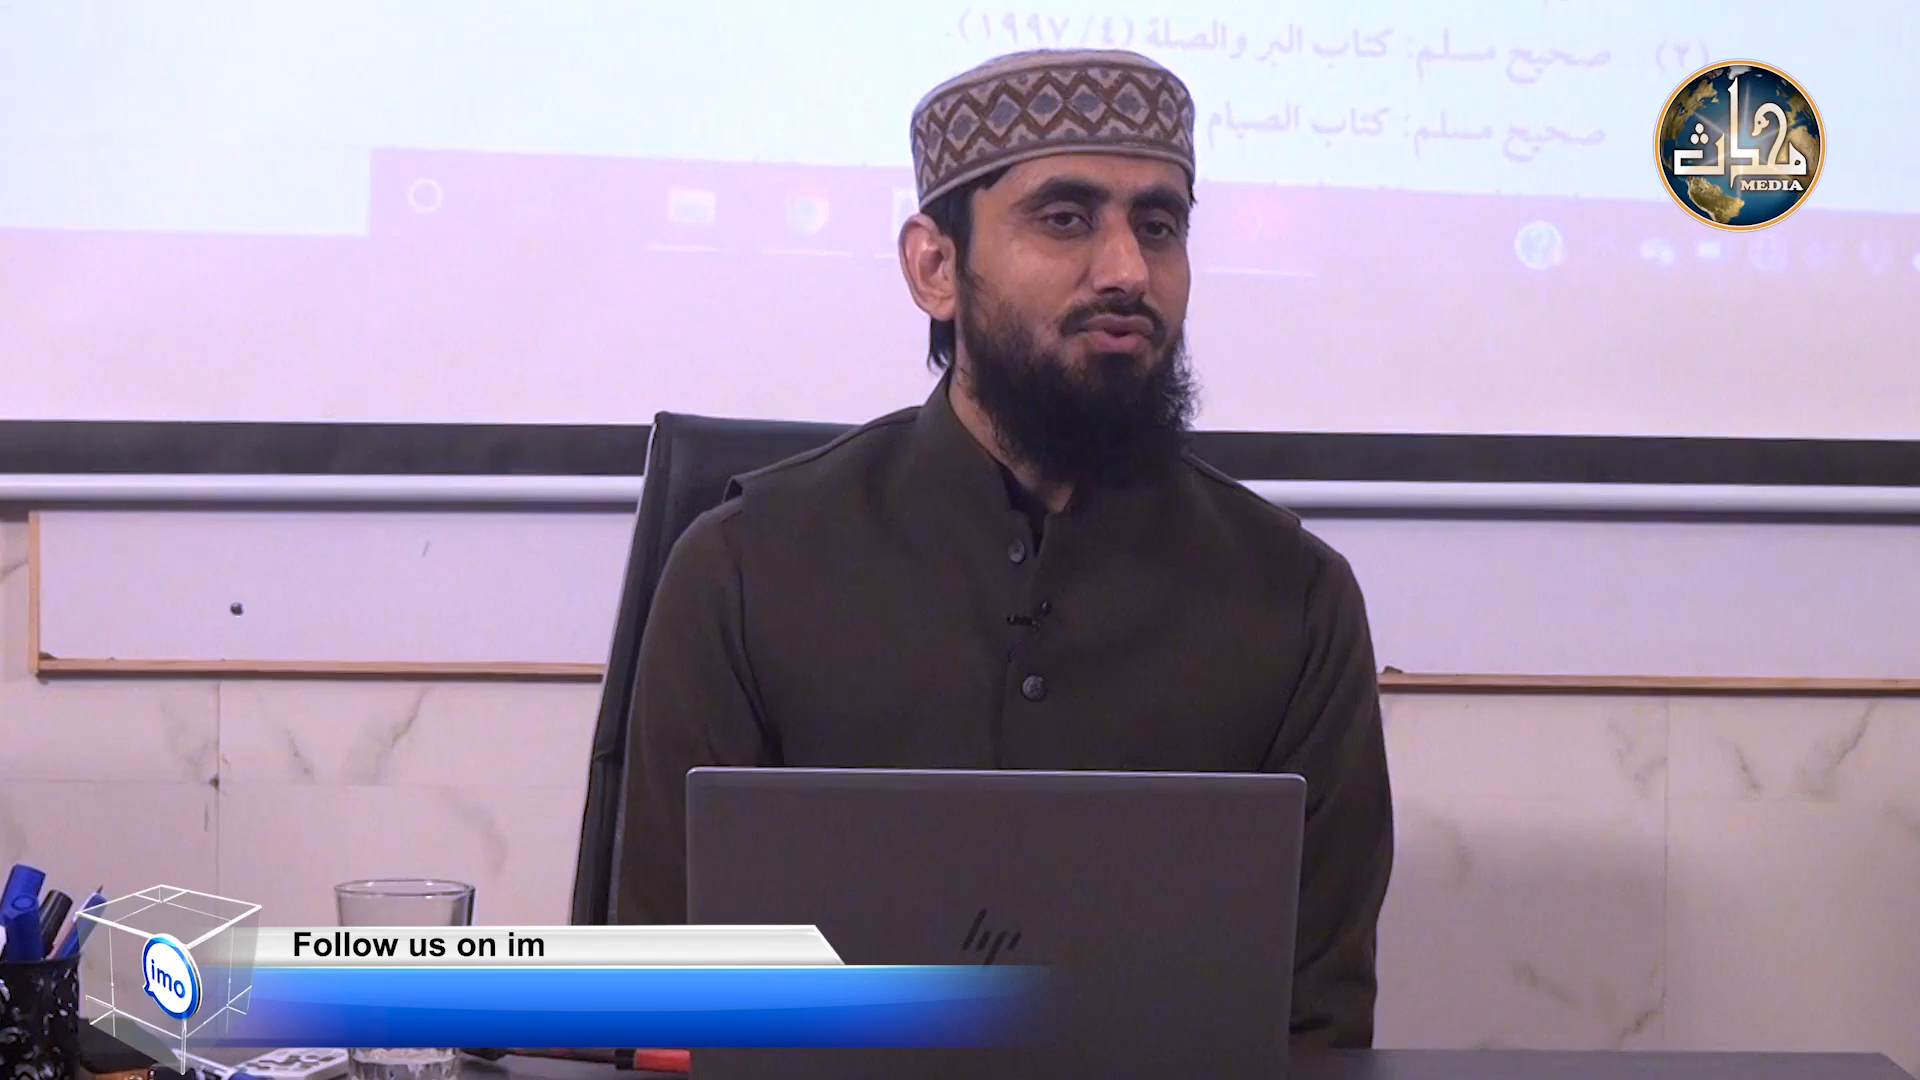 (٢) صحيح مسلم: كتاب البر والصلة (٤/ ١٩٩٧).
صحيح مسلم: كتاب الصيام
محدث
MEDIA
hp
Follow us on im
imo